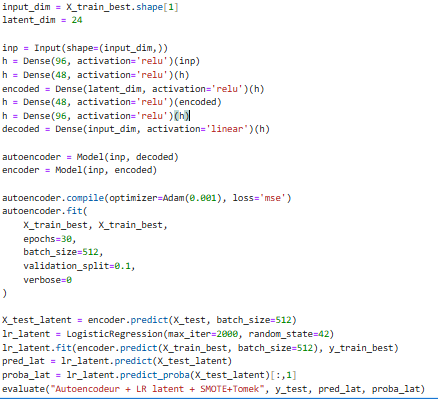 input_dim = X_train_best.shape[1]
latent_dim = 24
inp = Input(shape=(input_dim,))
h = Dense(96, activation='relu')(inp)
h = Dense(48, activation='relu')(h)
encoded = Dense(latent_dim, activation='relu')(h)
h = Dense(48, activation='relu')(encoded)
h = Dense(96, activation='relu')(h)
decoded = Dense(input_dim, activation='linear')(h)
autoencoder = Model(inp, decoded)
encoder = Model(inp, encoded)
autoencoder.compile(optimizer=Adam(0.001), loss='mse')
autoencoder.fit(
    X_train_best, X_train_best,
    epochs=30,
    batch_size=512,
    validation_split=0.1,
    verbose=0
)
X_test_latent = encoder.predict(X_test, batch_size=512)
lr_latent = LogisticRegression(max_iter=2000, random_state=42)
lr_latent.fit(encoder.predict(X_train_best, batch_size=512), y_train_best)
pred_lat = lr_latent.predict(X_test_latent)
proba_lat = lr_latent.predict_proba(X_test_latent)[:,1]
evaluate("Autoencodeur + LR latent + SMOTE+Tomek", y_test, pred_lat, proba_lat)